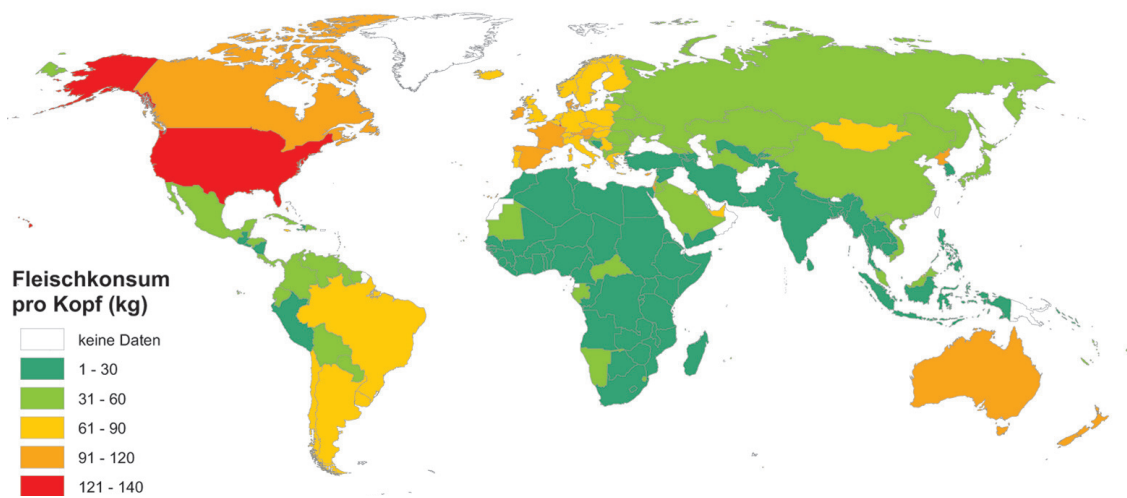 Fleischkonsum
pro Kopf (kg)
keine Daten
1 - 30
31 - 60
61 - 90
91 - 120
121 - 140